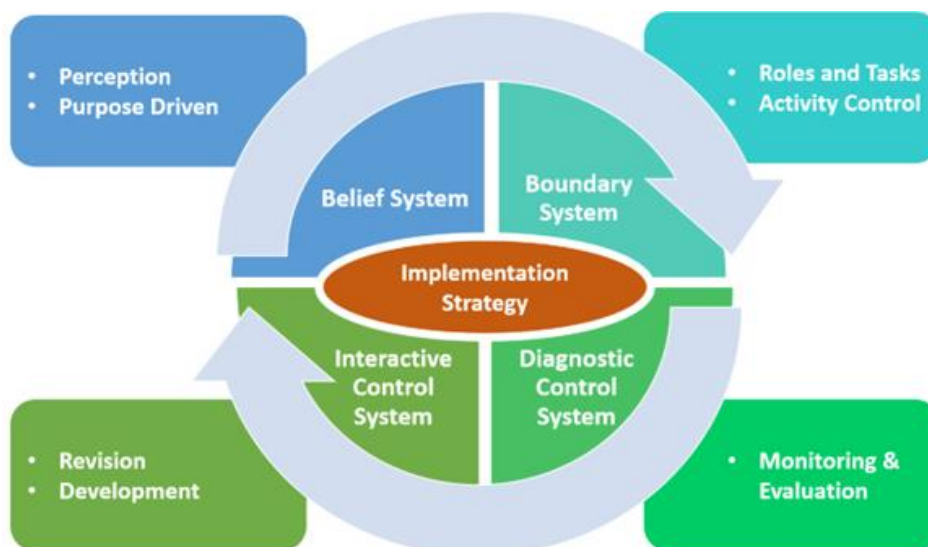 • Perception
• Purpose Driven
• Roles and Tasks
• Activity Control
Belief System
Boundary
System
Implementation
Strategy
Interactive
Control
System
Diagnostic
Control
System
• Revision
• Development
• Monitoring &
Evaluation